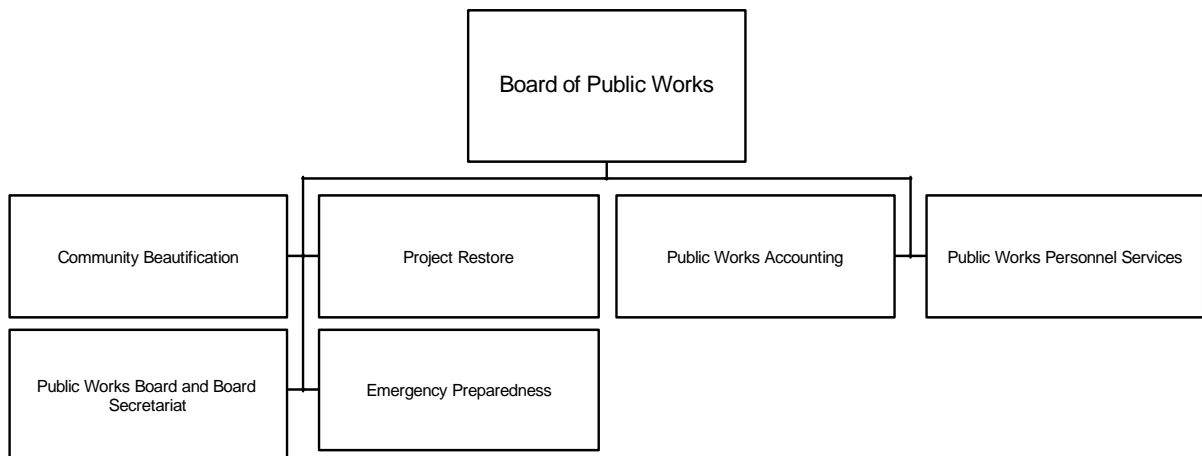 Board of Public Works
Community Beautification
Project Restore
Public Works Accounting
Public Works Personnel Services
Public Works Board and Board
Secretariat
Emergency Preparedness